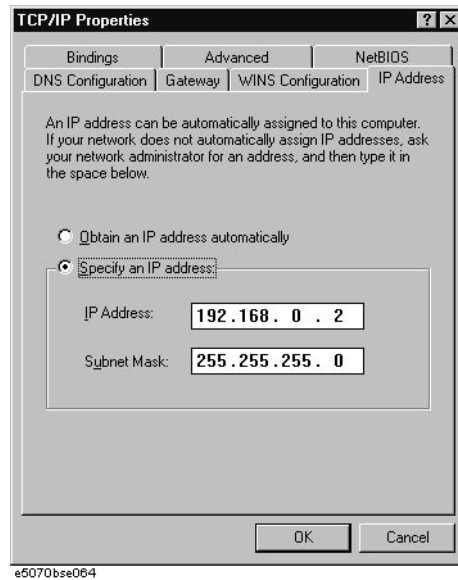 TCP/IP Properties
Bindings Advanced NetBIOS
DNS Configuration Gateway WINS Configuration IP Address
An IP address can be automatically assigned to this computer.
If your network does not automatically assign IP addresses, ask
your network administrator for an address, and then type it in
the space below.
Obtain an IP address automatically
Specify an IP address:
IP Address: 192.168. 0 . 2
Subnet Mask: 255.255.255. 0
OK Cancel
e5070bse064